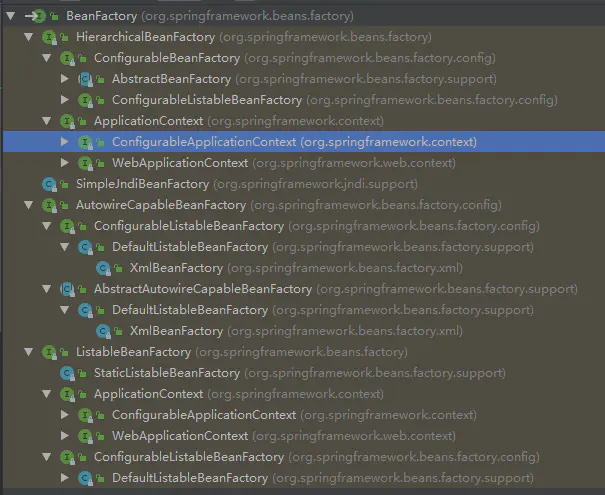 BeanFactory (org.springframework.beans.factory)
HierarchicalBeanFactory (org.springframework.beans.factory)
ConfigurableBeanFactory (org.springframework.beans.factory.config)
AbstractBeanFactory (org.springframework.beans.factory.support)
ConfigurableListableBeanFactory (org.springframework.beans.factory.config)
ApplicationContext (org.springframework.context)
ConfigurableApplicationContext (org.springframework.context)
WebApplicationContext (org.springframework.web.context)
SimpleJndiBeanFactory (org.springframework.jndi.support)
AutowireCapableBeanFactory (org.springframework.beans.factory.config)
ConfigurableListableBeanFactory (org.springframework.beans.factory.config)
DefaultListableBeanFactory (org.springframework.beans.factory.support)
XmlBeanFactory (org.springframework.beans.factory.xml)
AbstractAutowireCapableBeanFactory (org.springframework.beans.factory.support)
DefaultListableBeanFactory (org.springframework.beans.factory.support)
XmlBeanFactory (org.springframework.beans.factory.xml)
ListableBeanFactory (org.springframework.beans.factory)
StaticListableBeanFactory (org.springframework.beans.factory.support)
ApplicationContext (org.springframework.context)
ConfigurableApplicationContext (org.springframework.context)
WebApplicationContext (org.springframework.web.context)
ConfigurableListableBeanFactory (org.springframework.beans.factory.config)
DefaultListableBeanFactory (org.springframework.beans.factory.support)